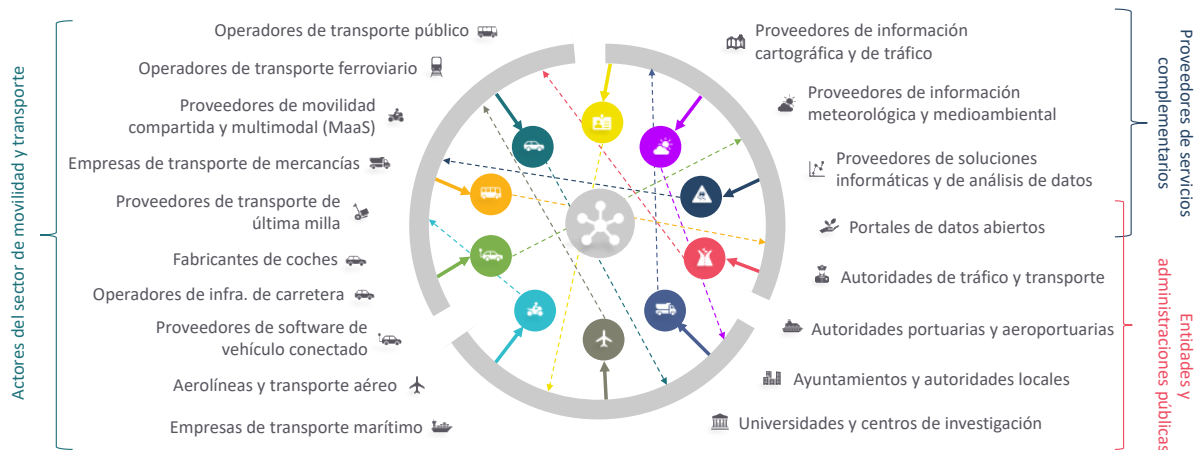 Actores del sector de movilidad y transporte
Operadores de transporte público
Operadores de transporte ferroviario
Proveedores de movilidad
compartida y multimodal (MaaS)
Empresas de transporte de mercancías
Proveedores de transporte de
última milla
Fabricantes de coches
Operadores de infra. de carretera
Proveedores de software de
vehículo conectado
Aerolíneas y transporte aéreo
Empresas de transporte marítimo
Proveedores de información
cartográfica y de tráfico
Proveedores de información
meteorológica y medioambiental
Proveedores de soluciones
informáticas y de análisis de datos
Portales de datos abiertos
Autoridades de tráfico y transporte
Autoridades portuarias y aeroportuarias
Ayuntamientos y autoridades locales
Universidades y centros de investigación
Proveedores de servicios
complementarios
Entidades y
administraciones públicas